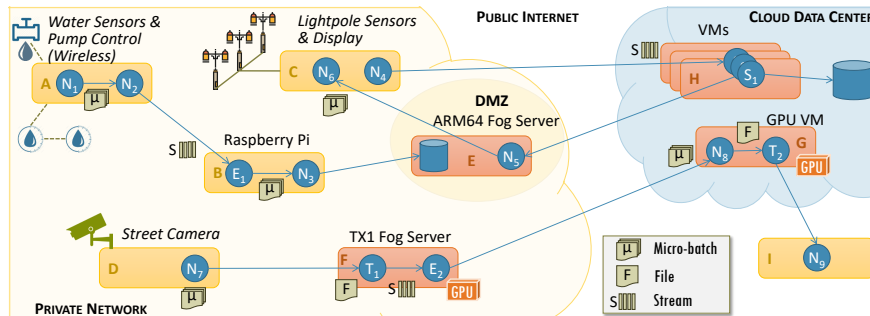 Water Sensors &
Pump Control
(Wireless)
Lightpole Sensors
& Display
PUBLIC INTERNET
CLOUD DATA CENTER
VMs
S
A
N1
N2
μ
C
N6
N4
μ
H
S1
DMZ
ARM64 Fog Server
E
N5
GPU VM
F
μ
N8
T2
G
GPU
S
Raspberry Pi
B
E1
N3
μ
Street Camera
D
N7
μ
TX1 Fog Server
F
T1
E2
F
S
GPU
μ
Micro-batch
F
File
S
Stream
I
N9
PRIVATE NETWORK